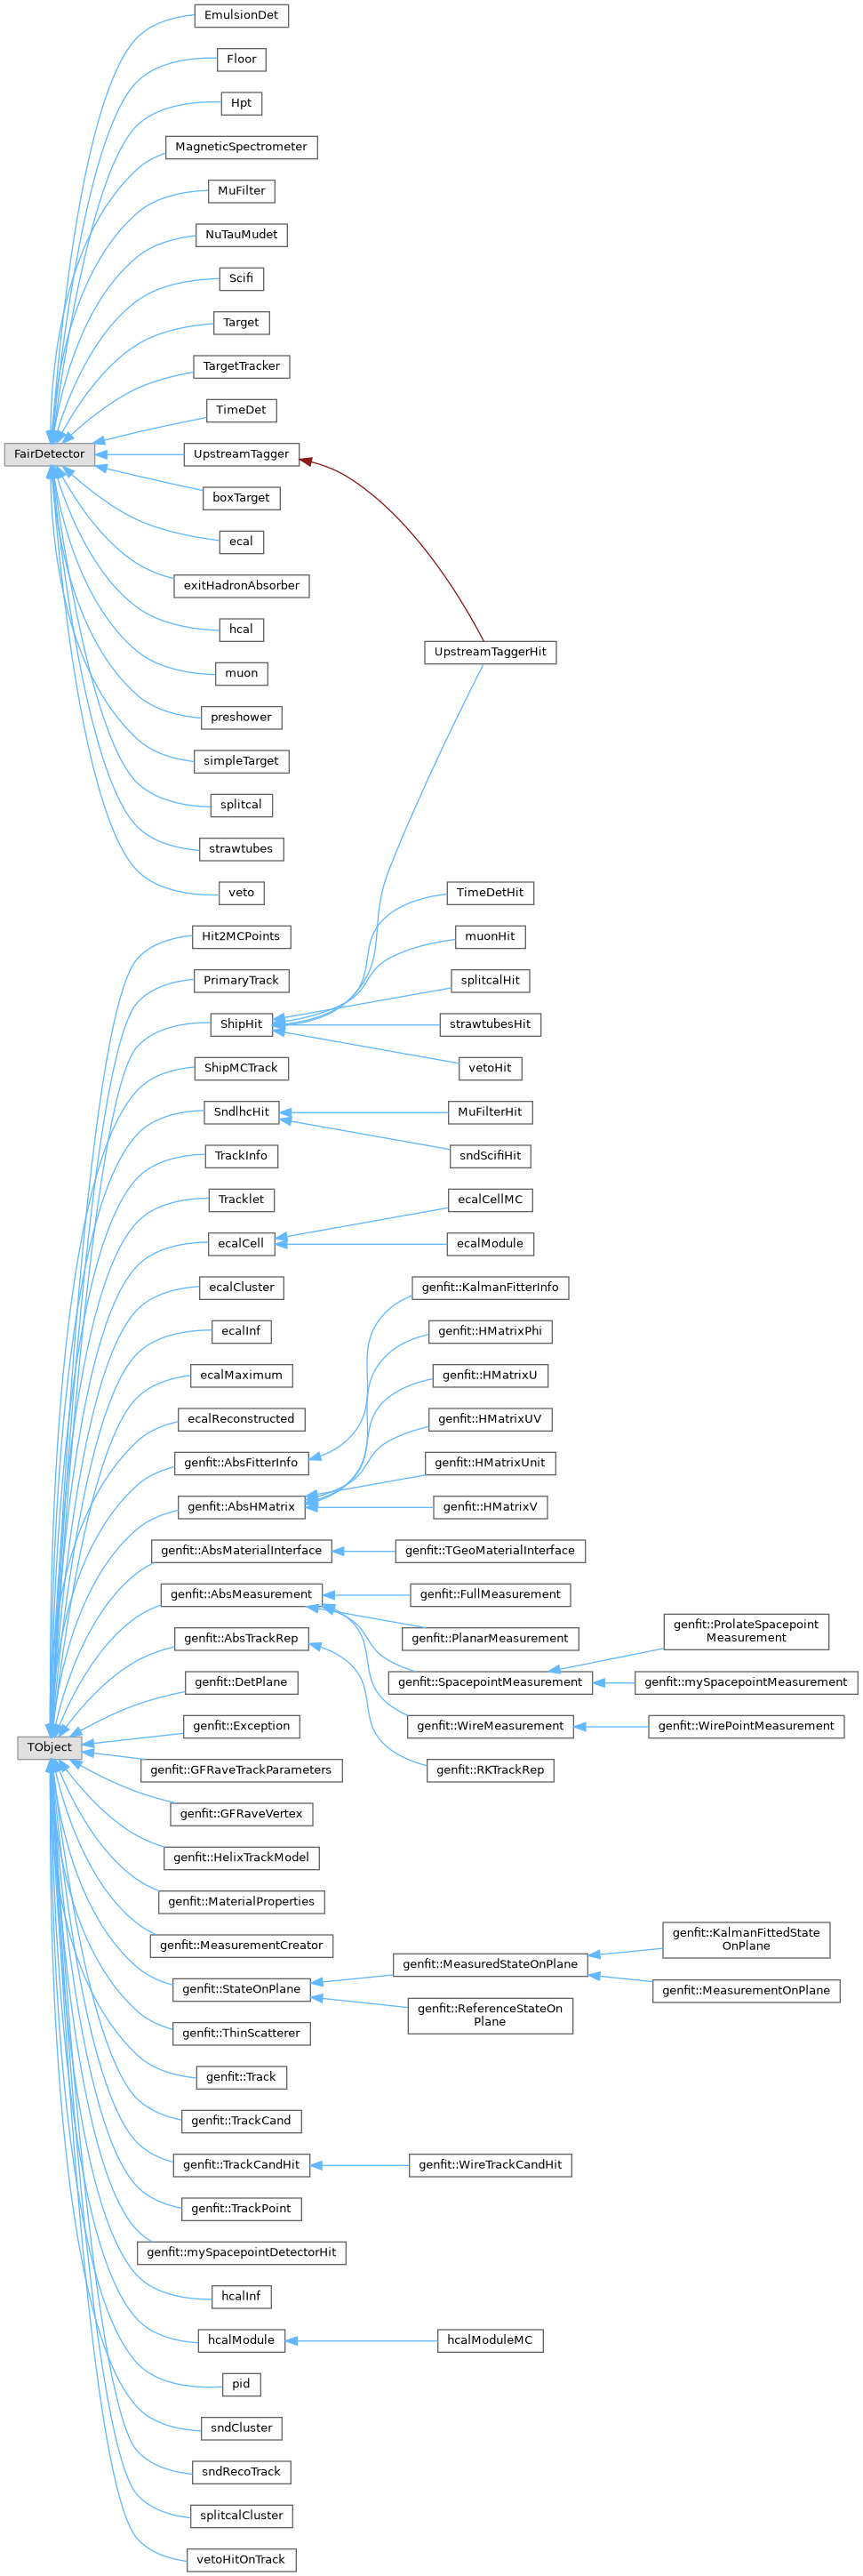 EmulsionDet
Floor
Hpt
MagneticSpectrometer
MuFilter
NuTauMudet
Scifi
Target
TargetTracker
TimeDet
FairDetector
UpstreamTagger
boxTarget
ecal
exitHadronAbsorber
hcal
UpstreamTaggerHit
muon
preshower
simpleTarget
splitcal
strawtubes
veto
TimeDetHit
Hit2MCPoints
muonHit
PrimaryTrack
splitcalHit
ShipHit
strawtubesHit
ShipMCTrack
vetoHit
SndlhcHit
MuFilterHit
TrackInfo
sndScifiHit
Tracklet
ecalCellMC
ecalCell
ecalModule
ecalCluster
genfit::KalmanFitterInfo
ecalInf
genfit::HMatrixPhi
ecalMaximum
genfit::HMatrixU
ecalReconstructed
genfit::HMatrixUV
genfit::AbsFitterInfo
genfit::HMatrixUnit
genfit::AbsHMatrix
genfit::HMatrixV
genfit::AbsMaterialInterface
genfit::TGeoMaterialInterface
genfit::AbsMeasurement
genfit::FullMeasurement
genfit::ProlateSpacepoint
Measurement
genfit::AbsTrackRep
genfit::PlanarMeasurement
genfit::DetPlane
genfit::SpacepointMeasurement
genfit::mySpacepointMeasurement
genfit::Exception
genfit::WireMeasurement
genfit::WirePointMeasurement
TObject
genfit::GFRaveTrackParameters
genfit::RKTrackRep
genfit::GFRaveVertex
genfit::HelixTrackModel
genfit::MaterialProperties
genfit::MeasurementCreator
genfit::KalmanFittedState
OnPlane
genfit::MeasuredStateOnPlane
genfit::StateOnPlane
genfit::MeasurementOnPlane
genfit::ReferenceStateOn
Plane
genfit::ThinScatterer
genfit::Track
genfit::TrackCand
genfit::TrackCandHit
genfit::WireTrackCandHit
genfit::TrackPoint
genfit::mySpacepointDetectorHit
hcalInf
hcalModule
hcalModuleMC
pid
sndCluster
sndRecoTrack
splitcalCluster
vetoHitOnTrack